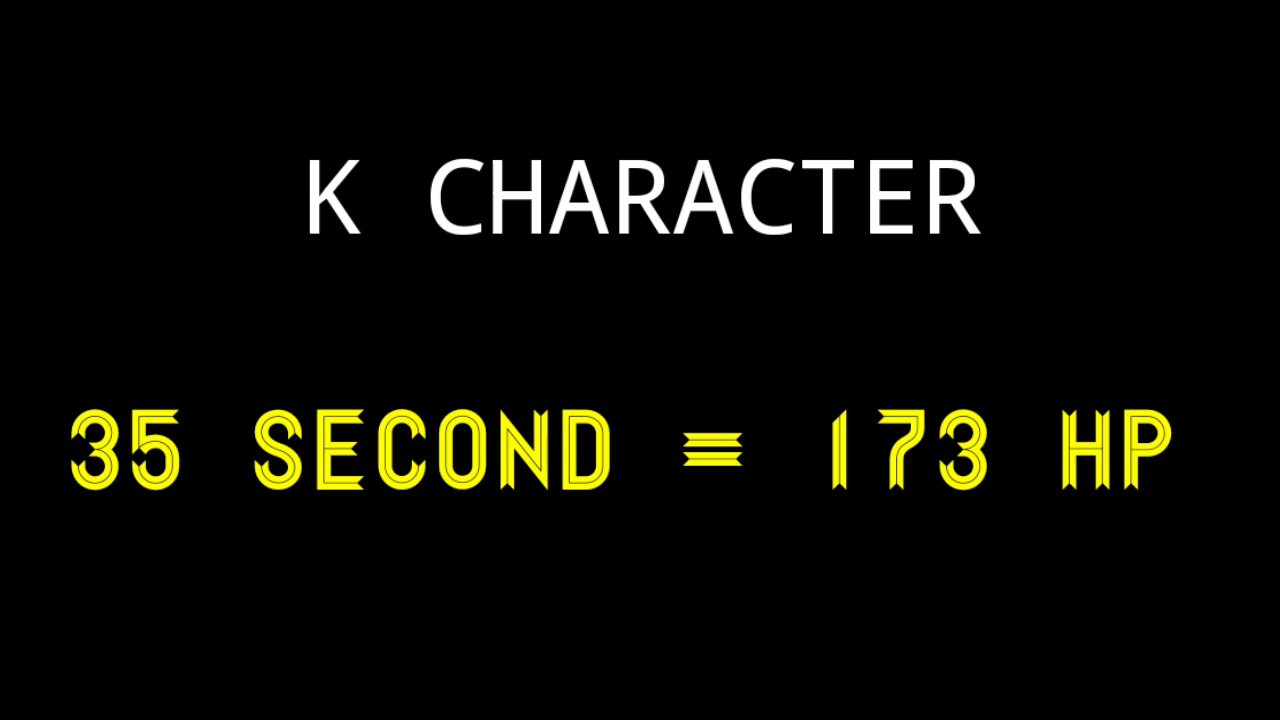 K CHARACTER
35 SECOND = 173 HP